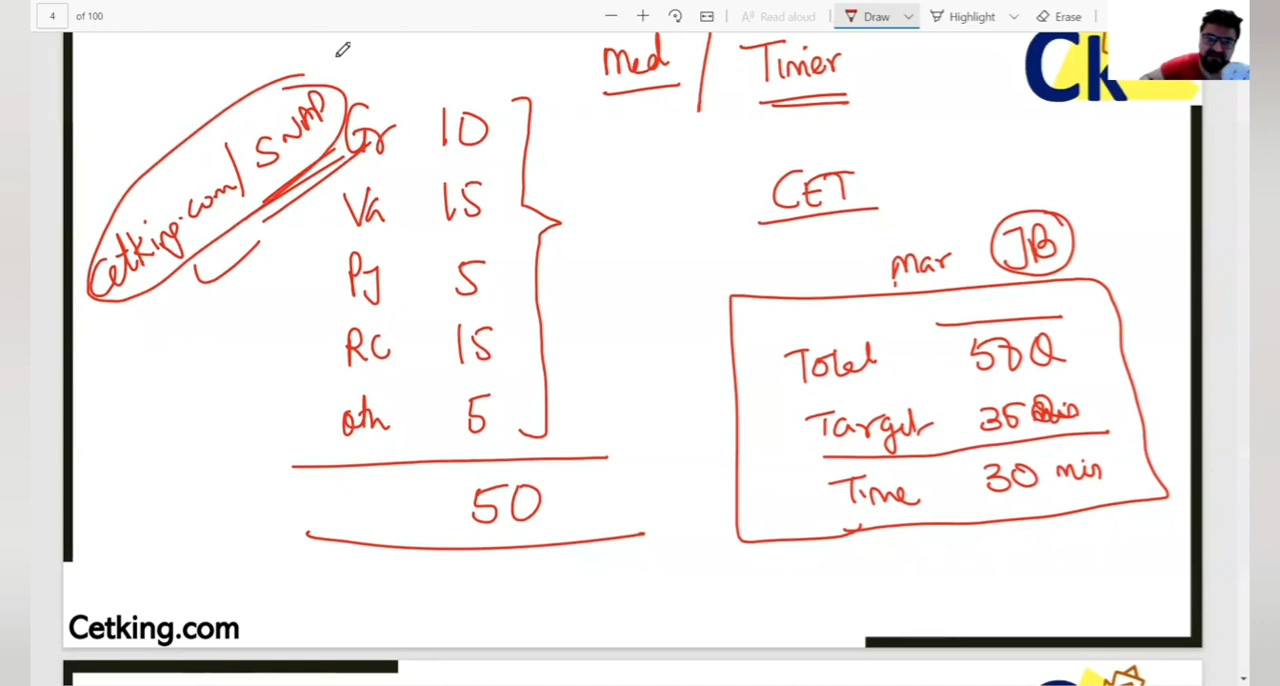 4 of 100
Read aloud
Draw
Highlight
Erase
Med / Timer
Ck
Cetking.com/SNAP
Gr 10
Va 15
PJ 5
RC 15
oth 5
50
CET
Mar JB
Total 50Q
Target 35
Time 30 min
Cetking.com